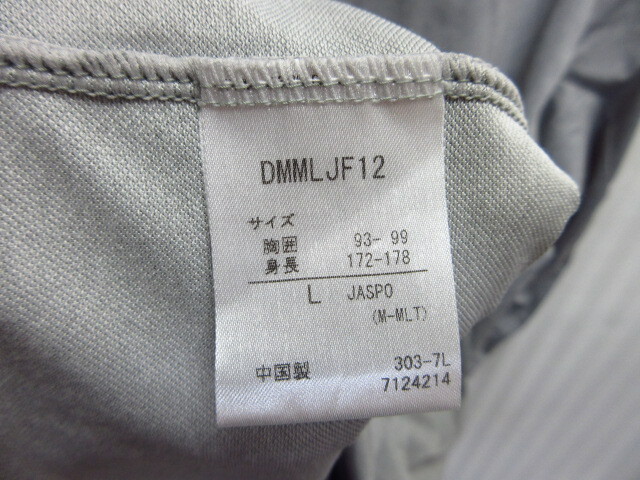 DMMLJF12
サイズ
胸囲 93-99
身長 172-178
L JASPO
(M-MLT)
中国製 303-7L
7124214